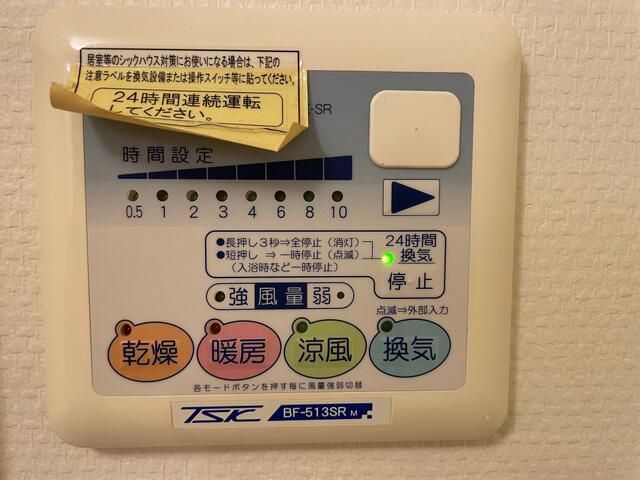 居室等のシックハウス対策にお使いになる場合は、下記の
注意ラベルを換気設備または操作スイッチ等に貼ってください。
24時間連続運転
してください。
-SR
時間設定
0.5 1 2 3 4 6 8 10
●長押し3秒⇒全停止（消灯）
●短押し ⇒一時停止（点滅）
（入浴時など一時停止）
24時間
換気
停止
強 風量 弱
点滅⇒外部入力
乾燥 暖房 涼風 換気
各モードボタンを押す毎に風量強弱切替
TSK BF-513SR M